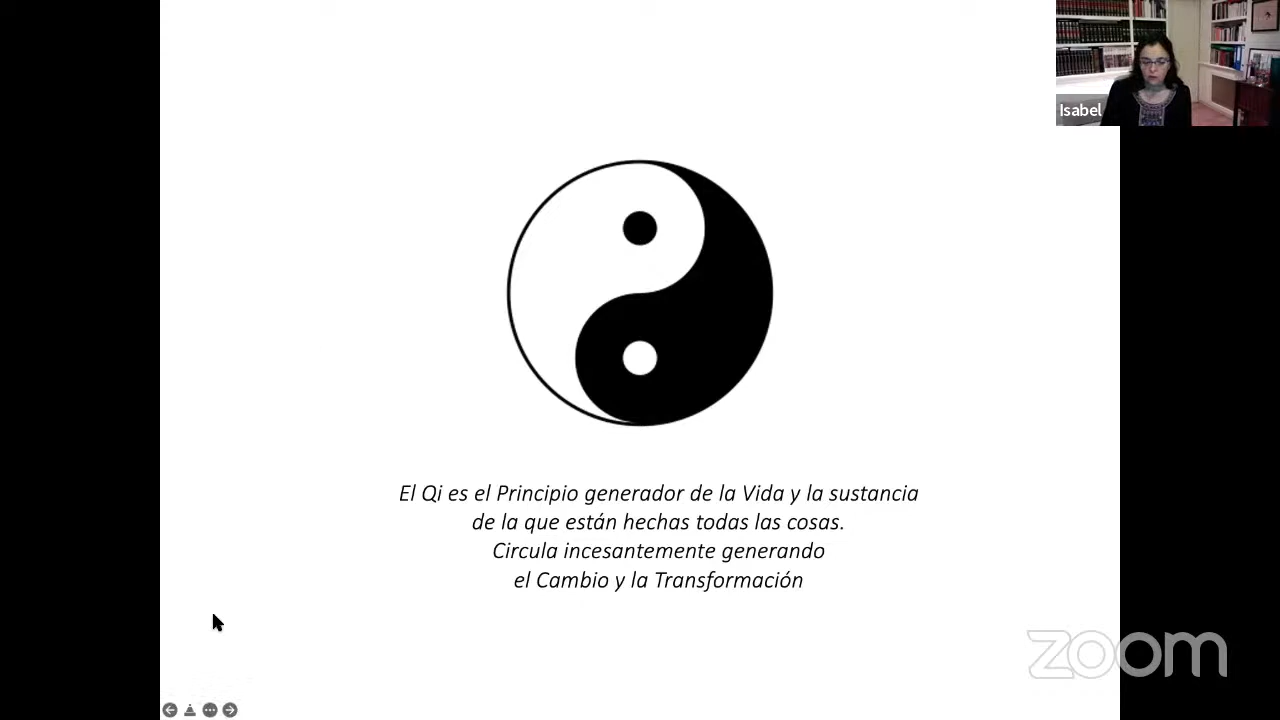 Isabel
El Qi es el Principio generador de la Vida y la sustancia
de la que están hechas todas las cosas.
Circula incesantemente generando
el Cambio y la Transformación
zoom